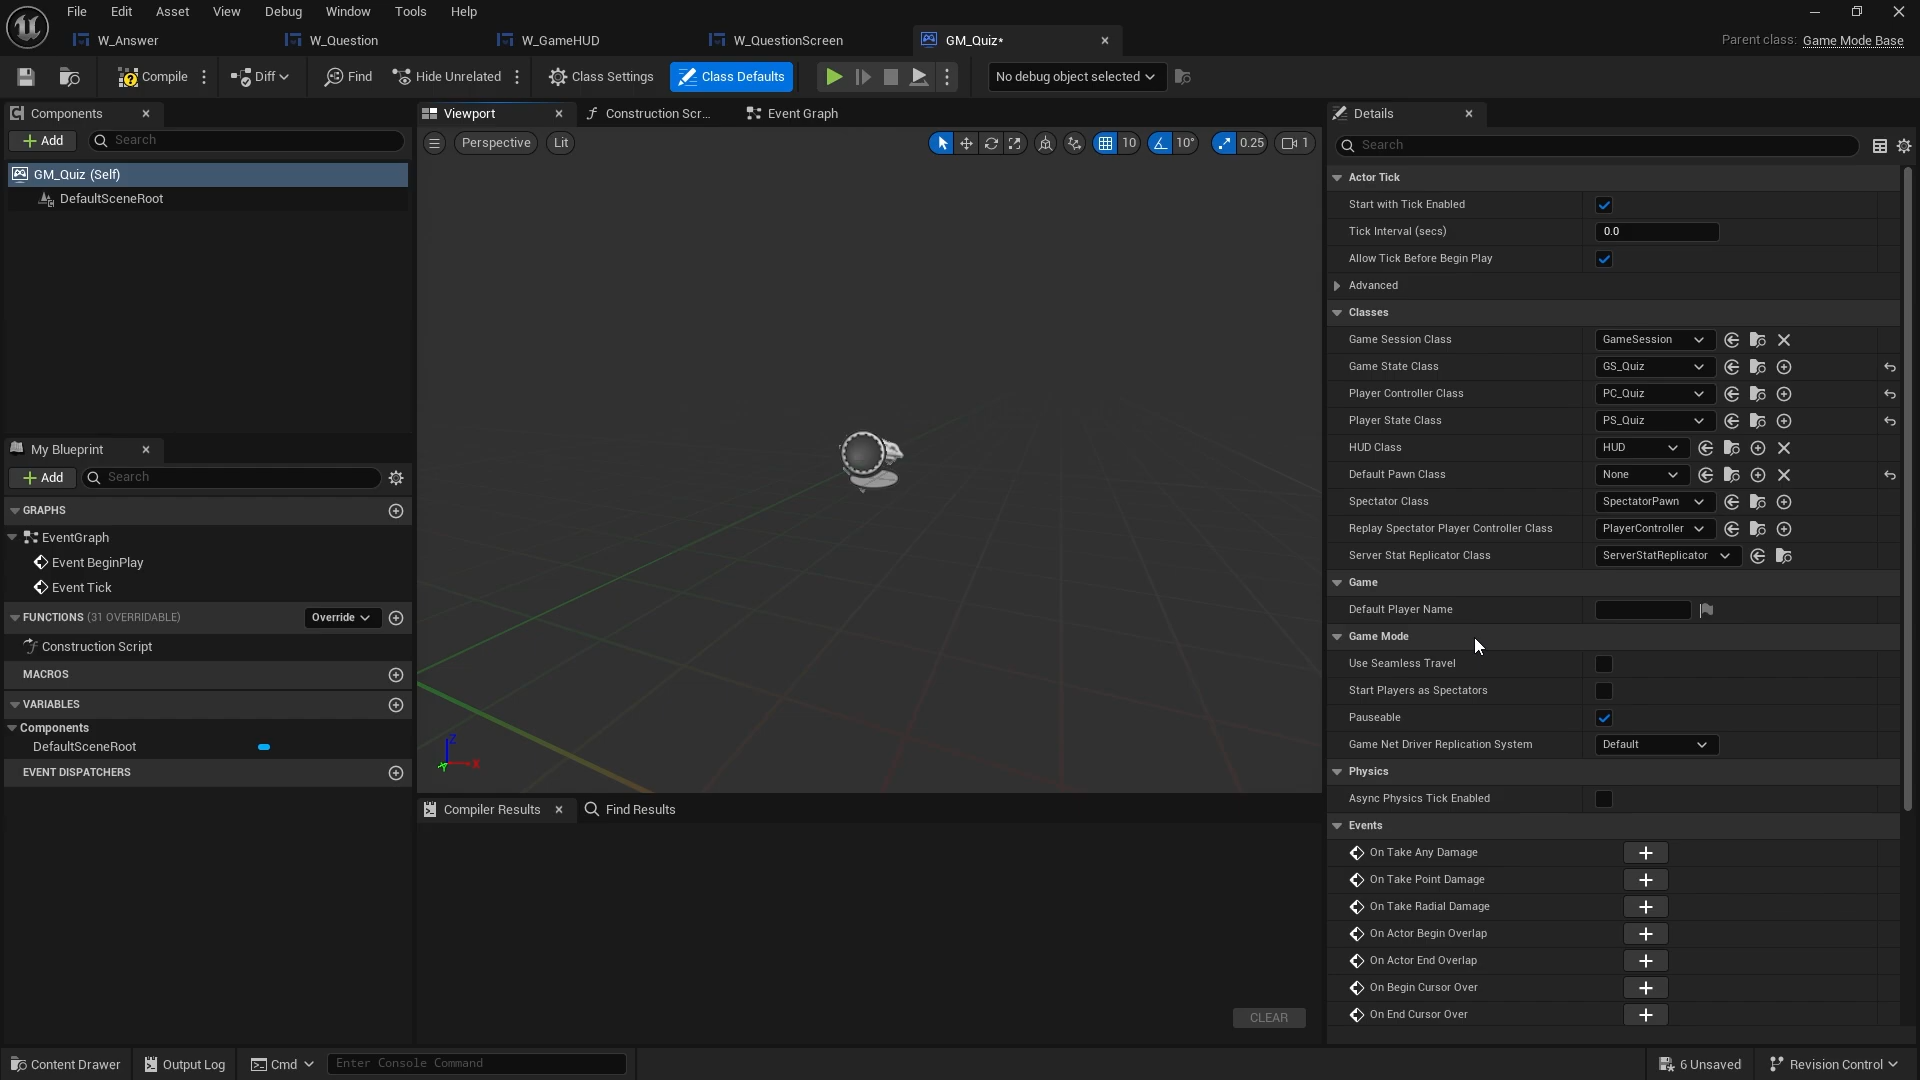 File Edit Asset View Debug Window Tools Help
W_Answer W_Question W_GameHUD W_QuestionScreen GM_Quiz*
Parent class: Game Mode Base
Compile Diff Find Hide Unrelated Class Settings Class Defaults No debug object selected
Components
Add Search
GM_Quiz (Self)
DefaultSceneRoot
My Blueprint
Add Search
GRAPHS
EventGraph
Event BeginPlay
Event Tick
FUNCTIONS (31 OVERRIDABLE) Override
Construction Script
MACROS
VARIABLES
Components
DefaultSceneRoot
EVENT DISPATCHERS
Viewport Construction Scr... Event Graph
Perspective Lit 10 10° 0.25 1
Z
Y X
Compiler Results Find Results
CLEAR
Details
Search
Actor Tick
Start with Tick Enabled
Tick Interval (secs) 0.0
Allow Tick Before Begin Play
Advanced
Classes
Game Session Class GameSession
Game State Class GS_Quiz
Player Controller Class PC_Quiz
Player State Class PS_Quiz
HUD Class HUD
Default Pawn Class None
Spectator Class SpectatorPawn
Replay Spectator Player Controller Class PlayerController
Server Stat Replicator Class ServerStatReplicator
Game
Default Player Name
Game Mode
Use Seamless Travel
Start Players as Spectators
Pauseable
Game Net Driver Replication System Default
Physics
Async Physics Tick Enabled
Events
On Take Any Damage
On Take Point Damage
On Take Radial Damage
On Actor Begin Overlap
On Actor End Overlap
On Begin Cursor Over
On End Cursor Over
Content Drawer Output Log Cmd Enter Console Command 6 Unsaved Revision Control